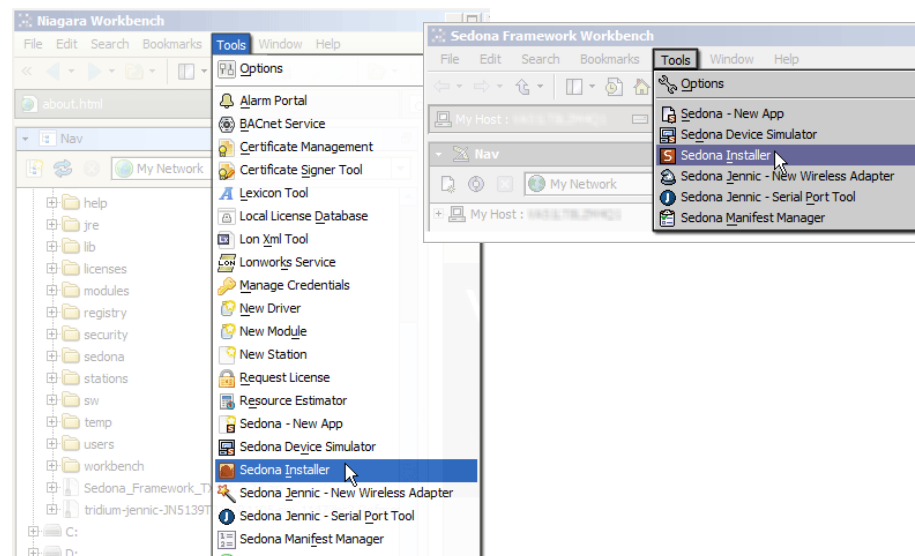 Niagara Workbench
File Edit Search Bookmarks Tools Window Help
Options
about.html
Alarm Portal
BACnet Service
Nav
Certificate Management
My Network
Certificate Signer Tool
Lexicon Tool
help
Local License Database
jre
Lon Xml Tool
lib
LON
Lonworks Service
licenses
Manage Credentials
modules
New Driver
registry
New Module
security
New Station
sedona
Request License
stations
Resource Estimator
sw
Sedona - New App
temp
Sedona Device Simulator
users
Sedona Installer
workbench
Sedona Jennic - New Wireless Adapter
Sedona_Framework_TX
Sedona Jennic - Serial Port Tool
tridium-jennic-JN5139T
Sedona Manifest Manager
C:
D:
Sedona Framework Workbench
File Edit Search Bookmarks Tools Window Help
Options
My Host :
Sedona - New App
Sedona Device Simulator
Nav
Sedona Installer
My Network
Sedona Jennic - New Wireless Adapter
Sedona Jennic - Serial Port Tool
My Host :
Sedona Manifest Manager